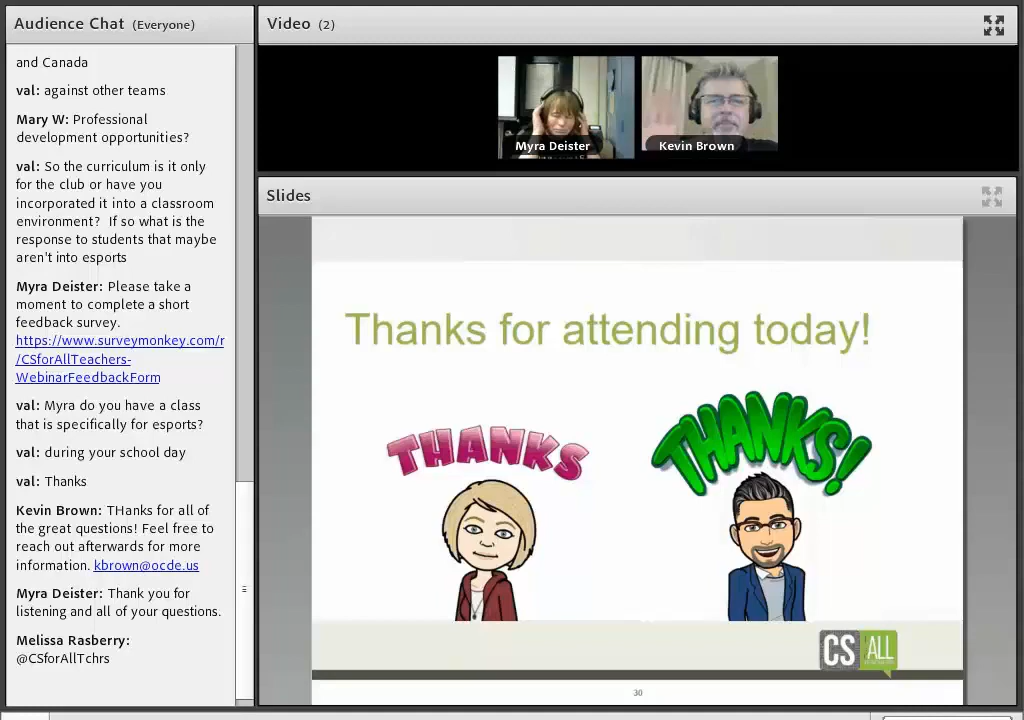 Audience Chat (Everyone)
and Canada
val: against other teams
Mary W: Professional
development opportunities?
val: So the curriculum is it only
for the club or have you
incorporated it into a classroom
environment? If so what is the
response to students that maybe
aren't into esports
Myra Deister: Please take a
moment to complete a short
feedback survey.
https://www.surveymonkey.com/r
/CSforAllTeachers-
WebinarFeedbackForm
val: Myra do you have a class
that is specifically for esports?
val: during your school day
val: Thanks
Kevin Brown: THanks for all of
the great questions! Feel free to
reach out afterwards for more
information. kbrown@ocde.us
Myra Deister: Thank you for
listening and all of your questions.
Melissa Rasberry:
@CSforAllTchrs
Video (2)
Myra Deister
Kevin Brown
Slides
Thanks for attending today!
THANKS
THANKS!
CS ALL
30